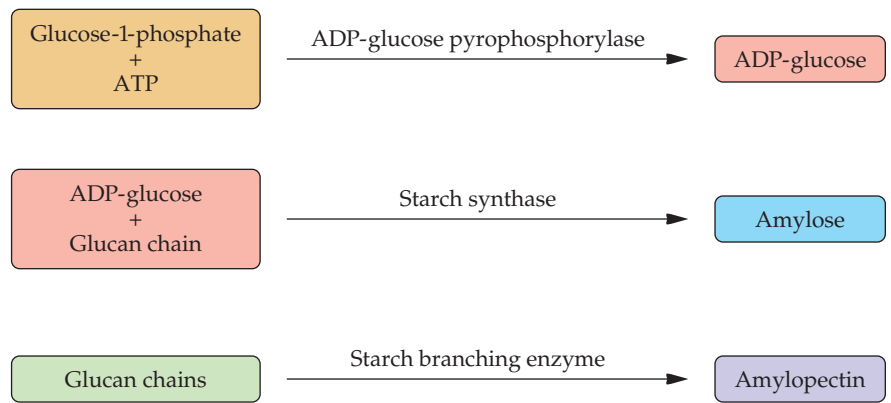 Glucose-1-phosphate
+
ATP
ADP-glucose pyrophosphorylase
ADP-glucose
ADP-glucose
+
Glucan chain
Starch synthase
Amylose
Glucan chains
Starch branching enzyme
Amylopectin